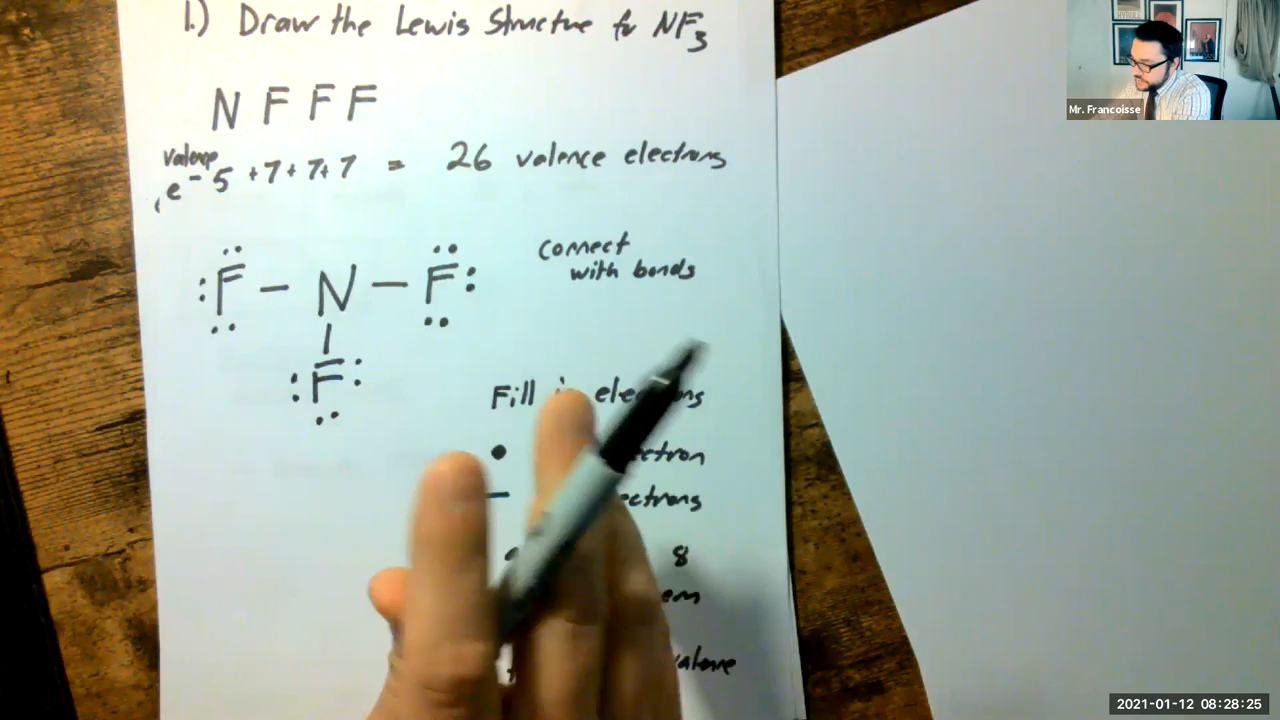 1.) Draw the Lewis Structure for NF3
N F F F
valence
e- 5 +7+7+7 = 26 valence electrons
F - N - F
F
connect
with bonds
Fill
8
valence
Mr. Francoisse
2021-01-12 08:28:25